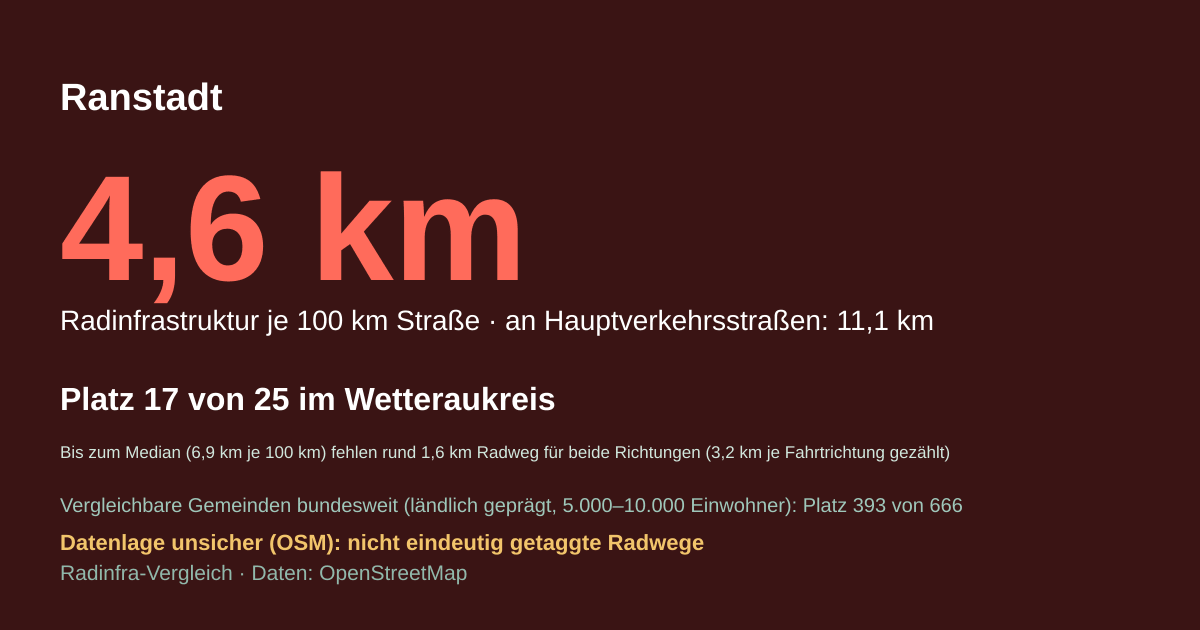 Ranstadt
4,6 km
Radinfrastruktur je 100 km Straße · an Hauptverkehrsstraßen: 11,1 km
Platz 17 von 25 im Wetteraukreis
Bis zum Median (6,9 km je 100 km) fehlen rund 1,6 km Radweg für beide Richtungen (3,2 km je Fahrtrichtung gezählt)
Vergleichbare Gemeinden bundesweit (ländlich geprägt, 5.000–10.000 Einwohner): Platz 393 von 666
Datenlage unsicher (OSM): nicht eindeutig getaggte Radwege
Radinfra-Vergleich · Daten: OpenStreetMap